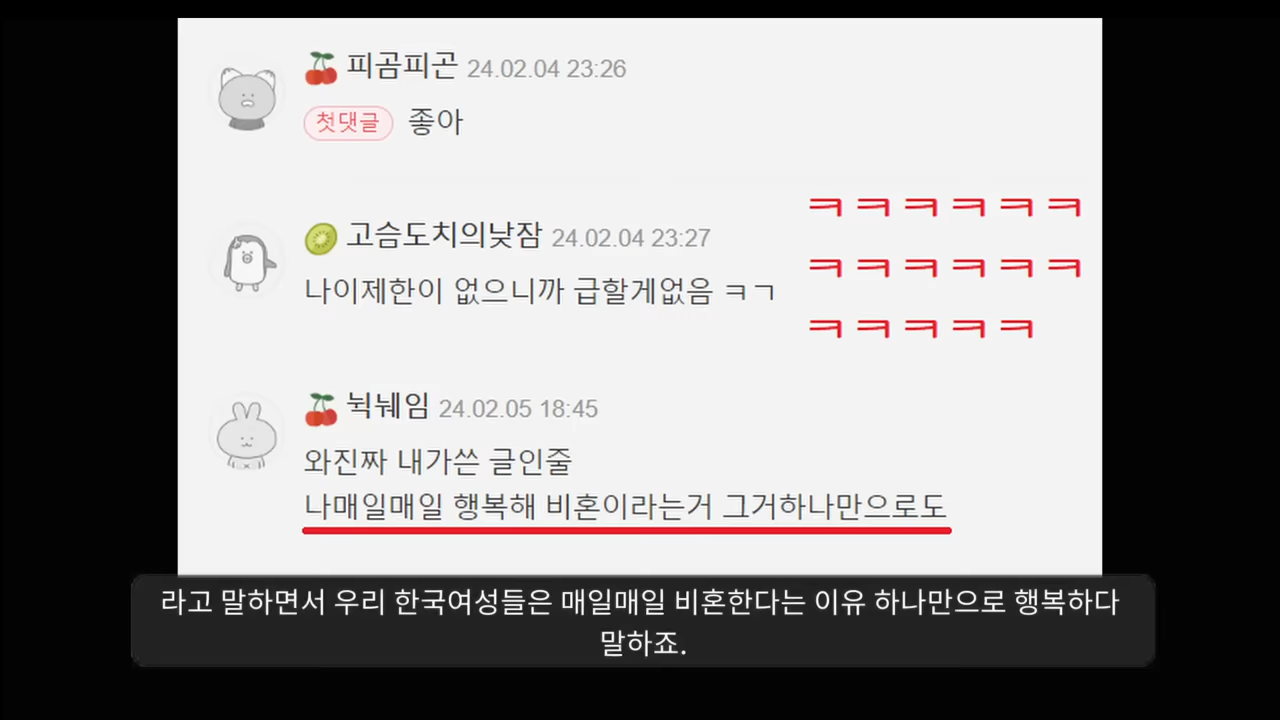 피곰피곤 24.02.04 23:26
첫댓글 좋아
고슴도치의낮잠 24.02.04 23:27
나이제한이 없으니까 급할게없음 ㅋㄱ
ㅋㅋㅋㅋㅋㅋ
ㅋㅋㅋㅋㅋㅋ
ㅋㅋㅋㅋㅋ
뉙눼임 24.02.05 18:45
와진짜 내가쓴 글인줄
나매일매일 행복해 비혼이라는거 그거하나만으로도
라고 말하면서 우리 한국여성들은 매일매일 비혼한다는 이유 하나만으로 행복하다
말하죠.